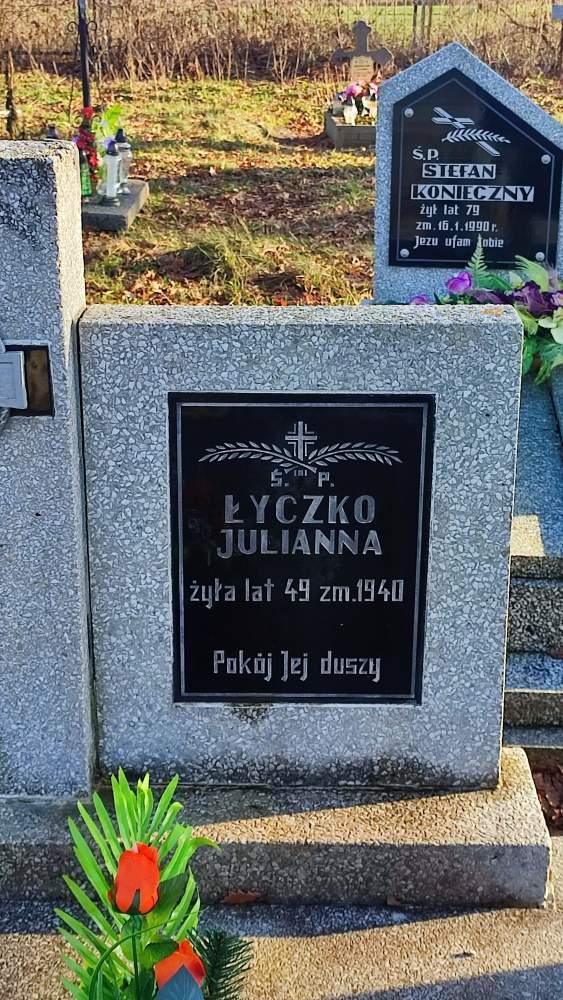 Ś.P.
STEFAN
KONIECZNY
żył lat 79
zm. 16.1.1990 r.
Jezu ufam Tobie
Ś. P.
ŁYCZKO
JULIANNA
żyła lat 49 zm.1940
Pokój Jej duszy